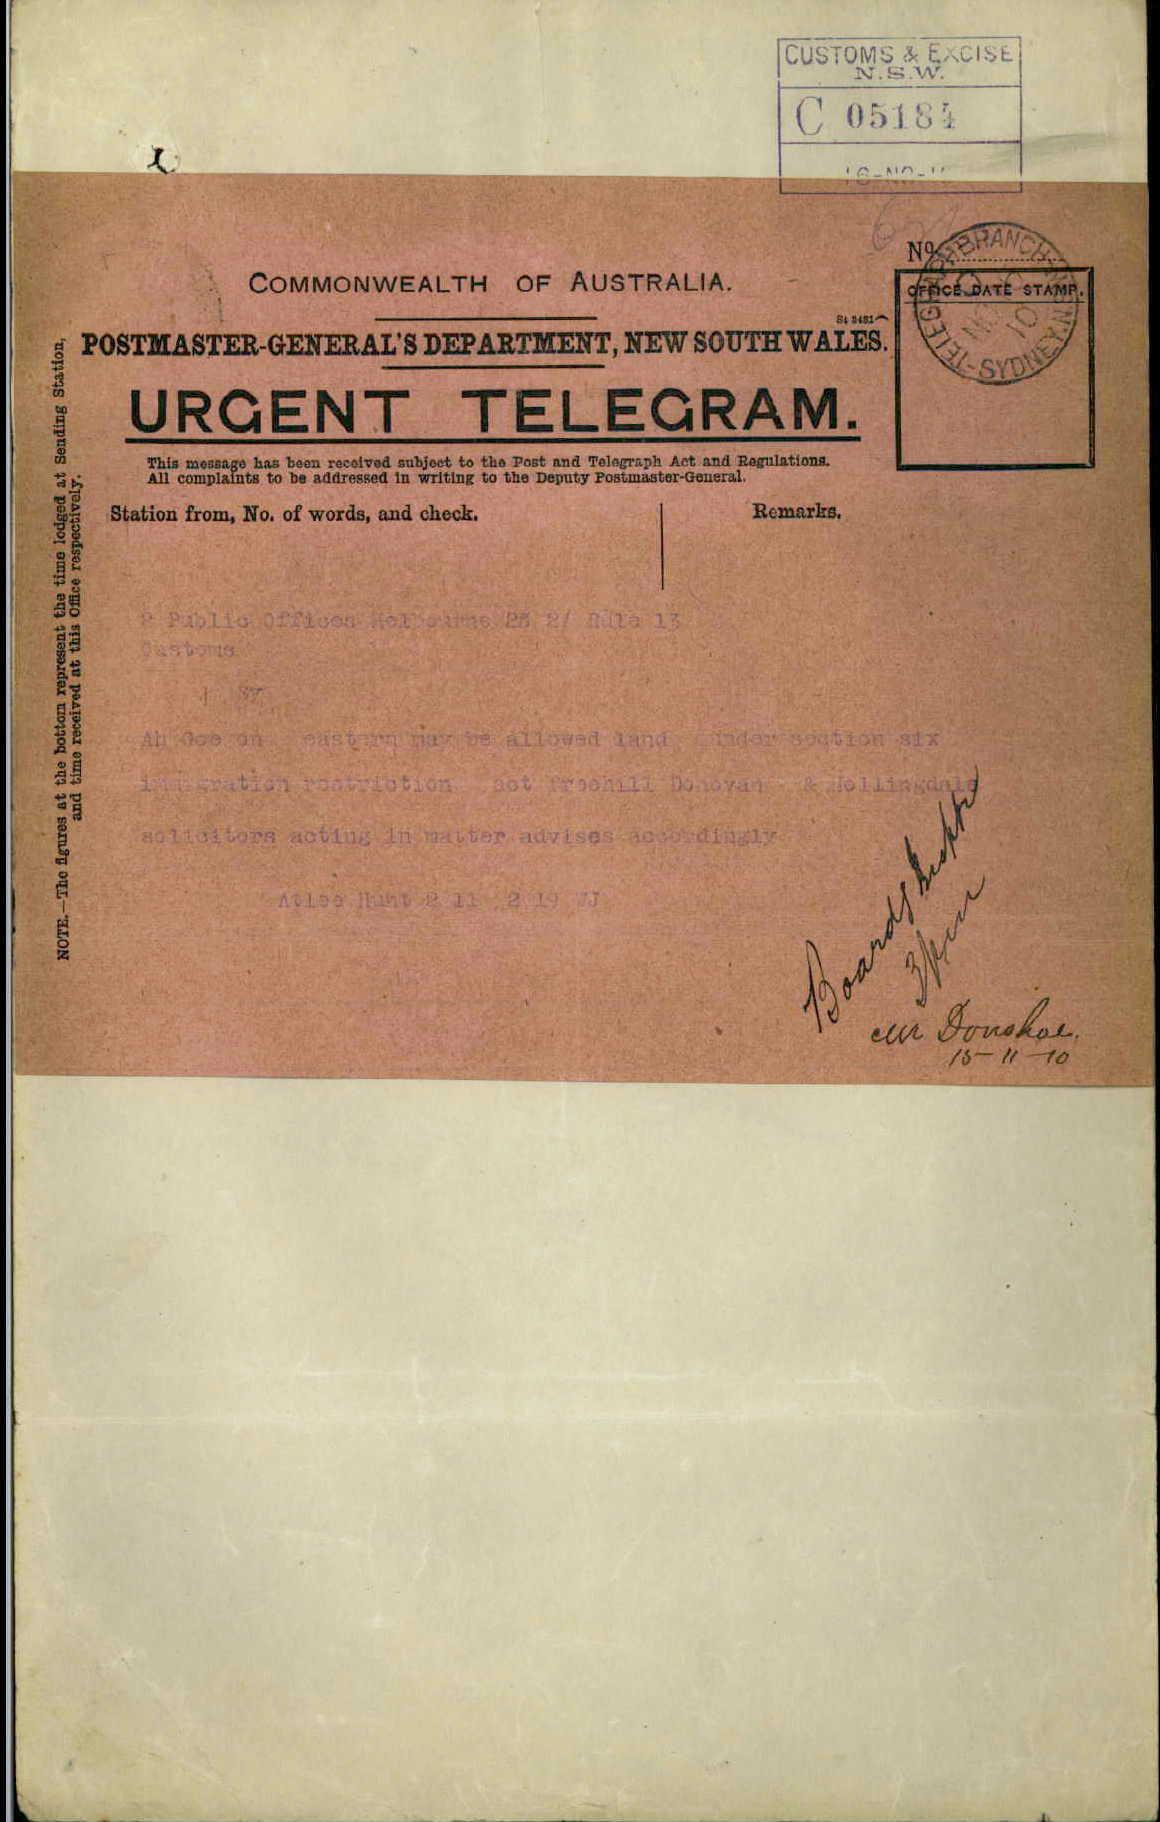 CUSTOMS & EXCISE
N.S.W.
C 05184
No.
COMMONWEALTH OF AUSTRALIA.
POSTMASTER-GENERAL'S DEPARTMENT, NEW SOUTH WALES.
URGENT TELEGRAM.
OFFICE DATE STAMP.
TELEGRAPH BRANCH
SYDNEY
10
This message has been received subject to the Post and Telegraph Act and Regulations.
All complaints to be addressed in writing to the Deputy Postmaster-General.
Station from, No. of words, and check.
Remarks.
NOTE.—The figures at the bottom represent the time lodged at Sending Station,
and time received at this Office respectively.
Public Offices Melbourne 25 2/ Rule 13
Customs
Ah Goe on eastern may be allowed land under section six
immigration restriction act Freehill Donovan & Hollingdale
solicitors acting in matter advises accordingly
Atlee Hunt 2 11 2 19
Boarding
Mr Donohoe.
15-11-10